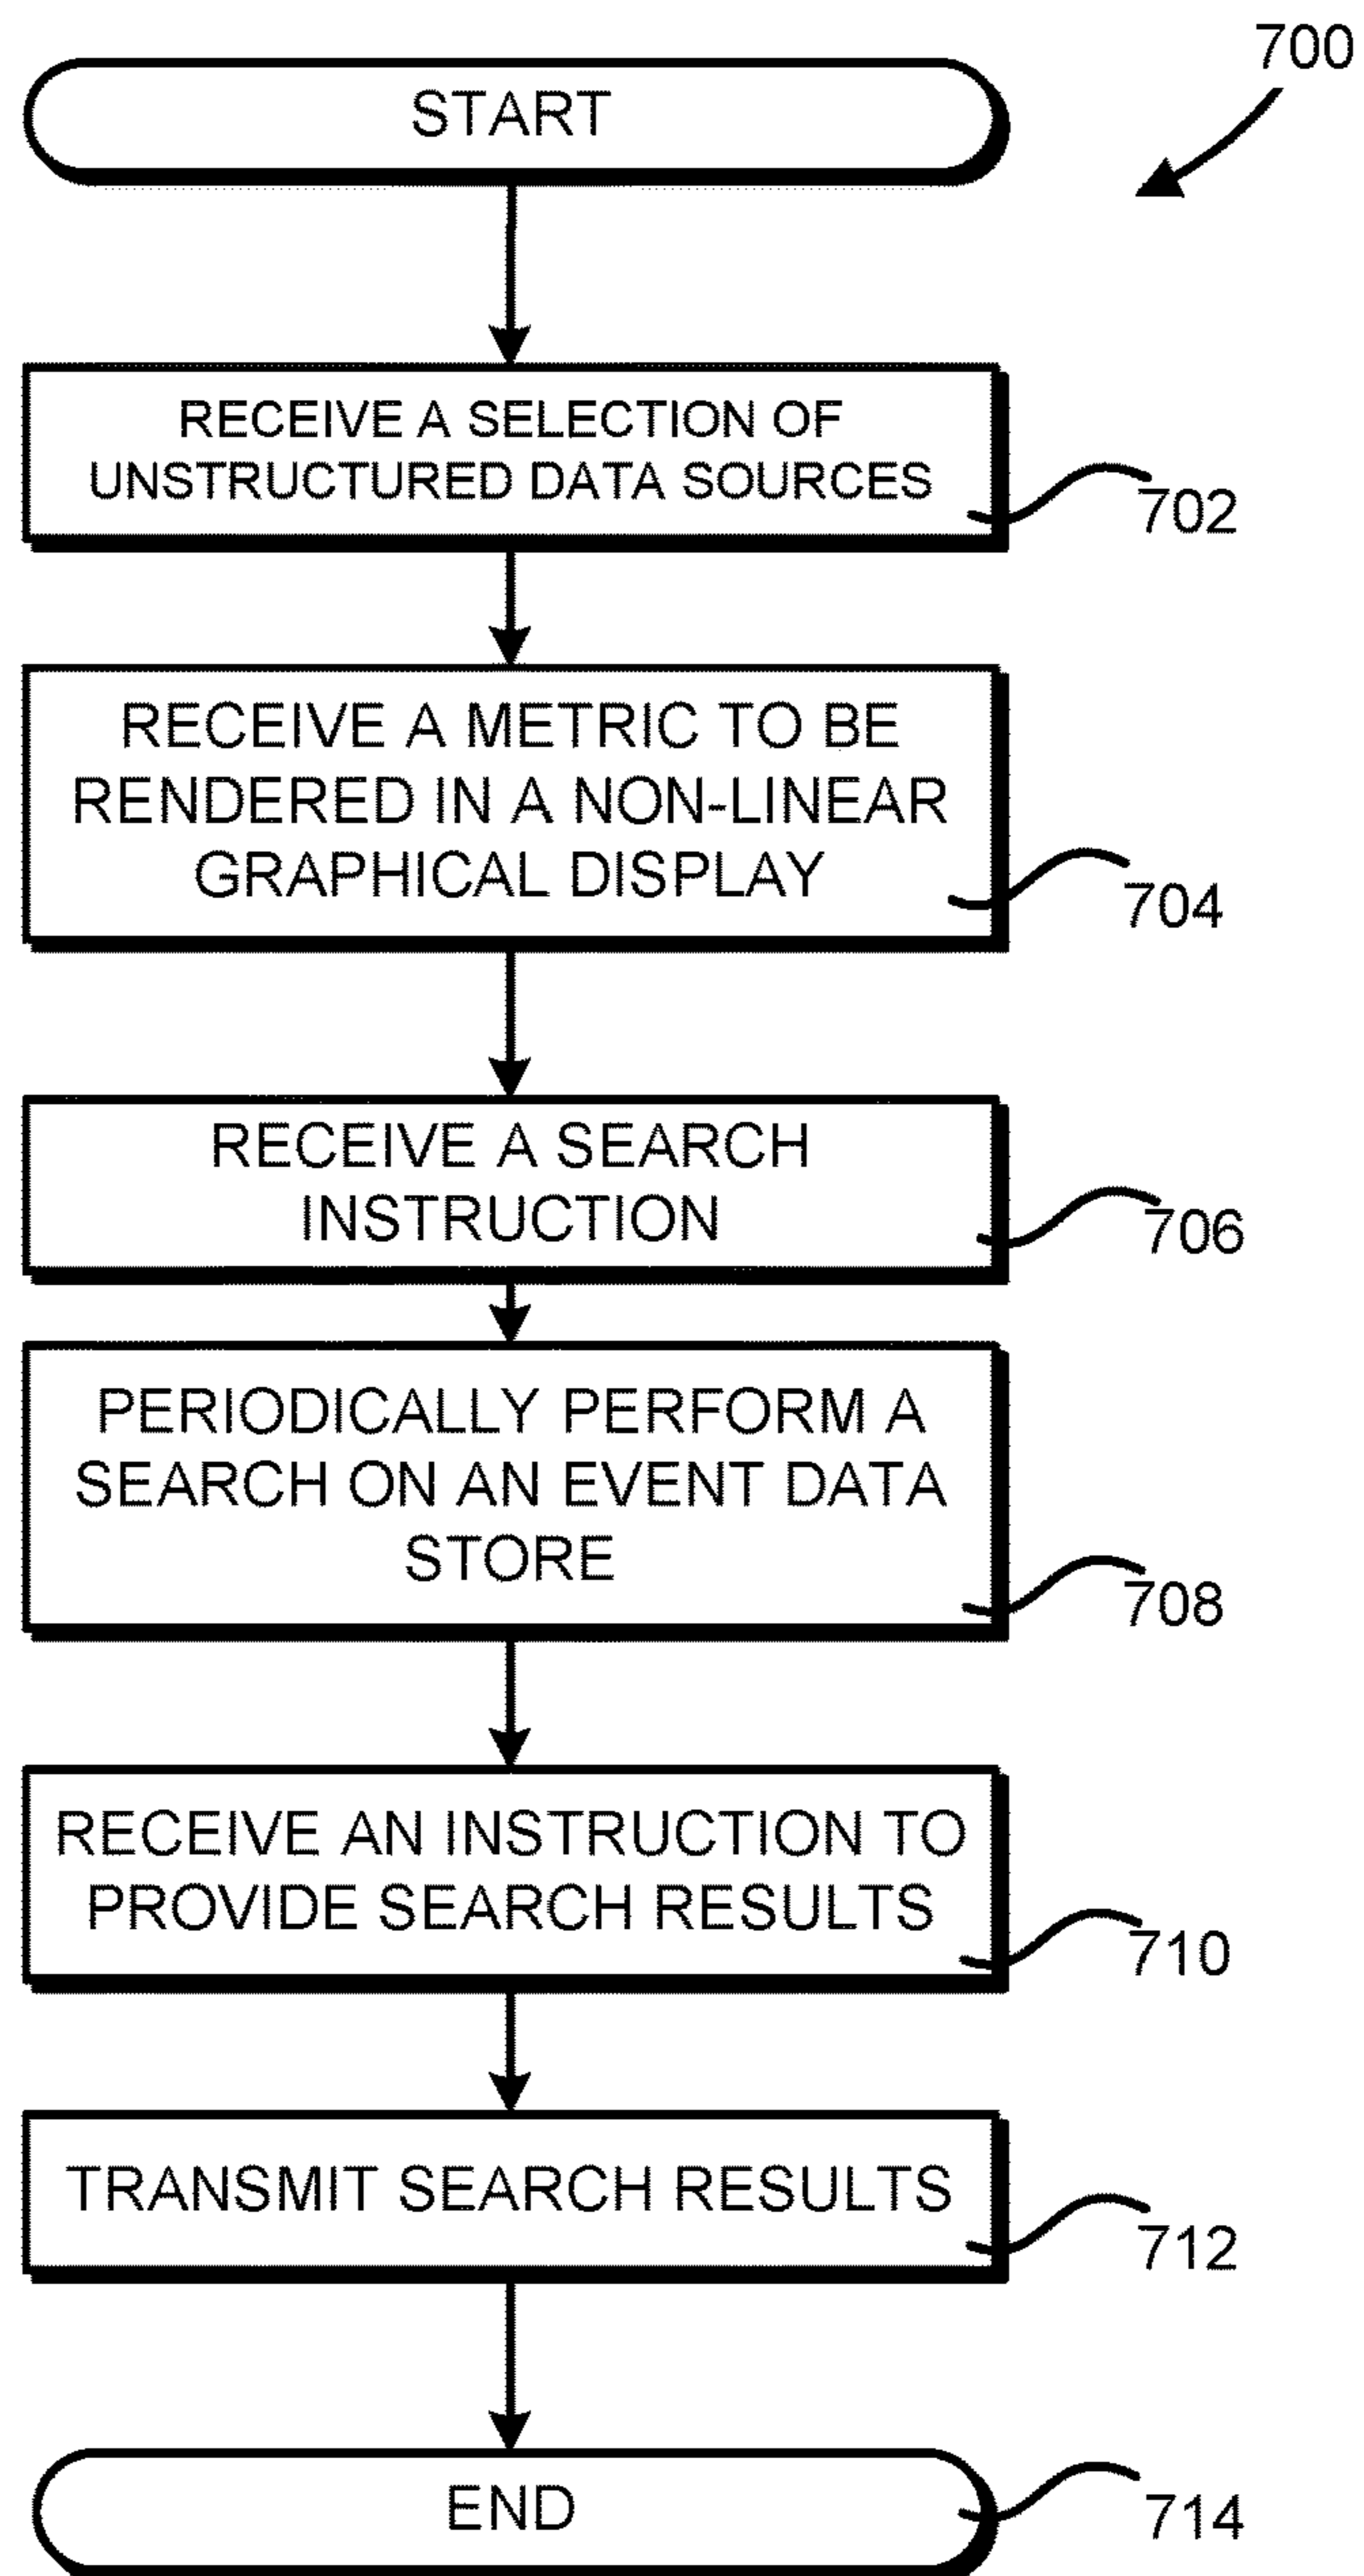 700
START
RECEIVE A SELECTION OF
UNSTRUCTURED DATA SOURCES
702
RECEIVE A METRIC TO BE
RENDERED IN A NON-LINEAR
GRAPHICAL DISPLAY
704
RECEIVE A SEARCH
INSTRUCTION
706
PERIODICALLY PERFORM A
SEARCH ON AN EVENT DATA
STORE
708
RECEIVE AN INSTRUCTION TO
PROVIDE SEARCH RESULTS
710
TRANSMIT SEARCH RESULTS
712
END
714